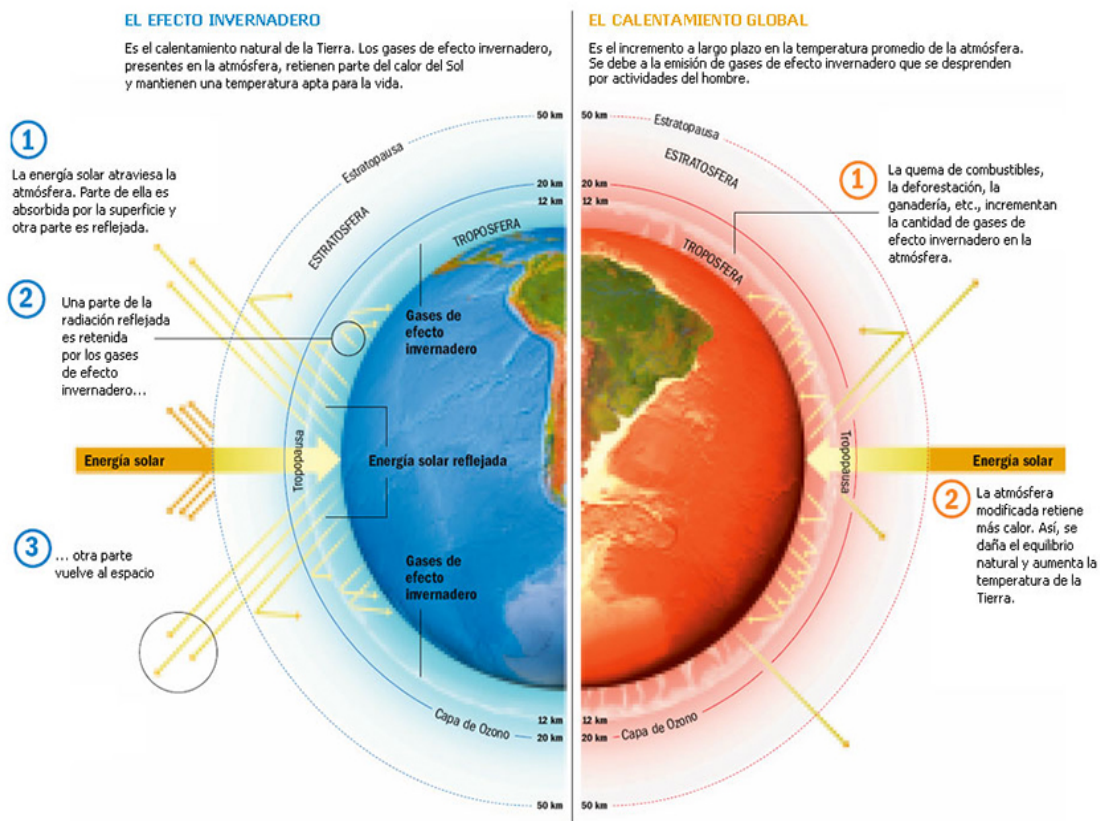 EL EFECTO INVERNADERO
Es el calentamiento natural de la Tierra. Los gases de efecto invernadero,
presentes en la atmósfera, retienen parte del calor del Sol
y mantienen una temperatura apta para la vida.
1
La energía solar atraviesa la
atmósfera. Parte de ella es
absorbida por la superficie y
otra parte es reflejada.
2
Una parte de la
radiación reflejada
es retenida
por los gases
de efecto
invernadero...
Energía solar
3
... otra parte
vuelve al espacio
50 km
Estratopausa
20 km
12 km
ESTRATOSFERA
TROPOSFERA
Gases de
efecto
invernadero
Tropopausa
Energía solar reflejada
Gases de
efecto
invernadero
Capa de Ozono
12 km
20 km
50 km
EL CALENTAMIENTO GLOBAL
Es el incremento a largo plazo en la temperatura promedio de la atmósfera.
Se debe a la emisión de gases de efecto invernadero que se desprenden
por actividades del hombre.
50 km
Estratopausa
ESTRATOSFERA
20 km
12 km
TROPOSFERA
1
La quema de combustibles,
la deforestación, la
ganadería, etc., incrementan
la cantidad de gases de
efecto invernadero en la
atmósfera.
Tropopausa
Energía solar
2
La atmósfera
modificada retiene
más calor. Así, se
daña el equilibrio
natural y aumenta la
temperatura de la
Tierra.
12 km
20 km
Capa de Ozono
50 km